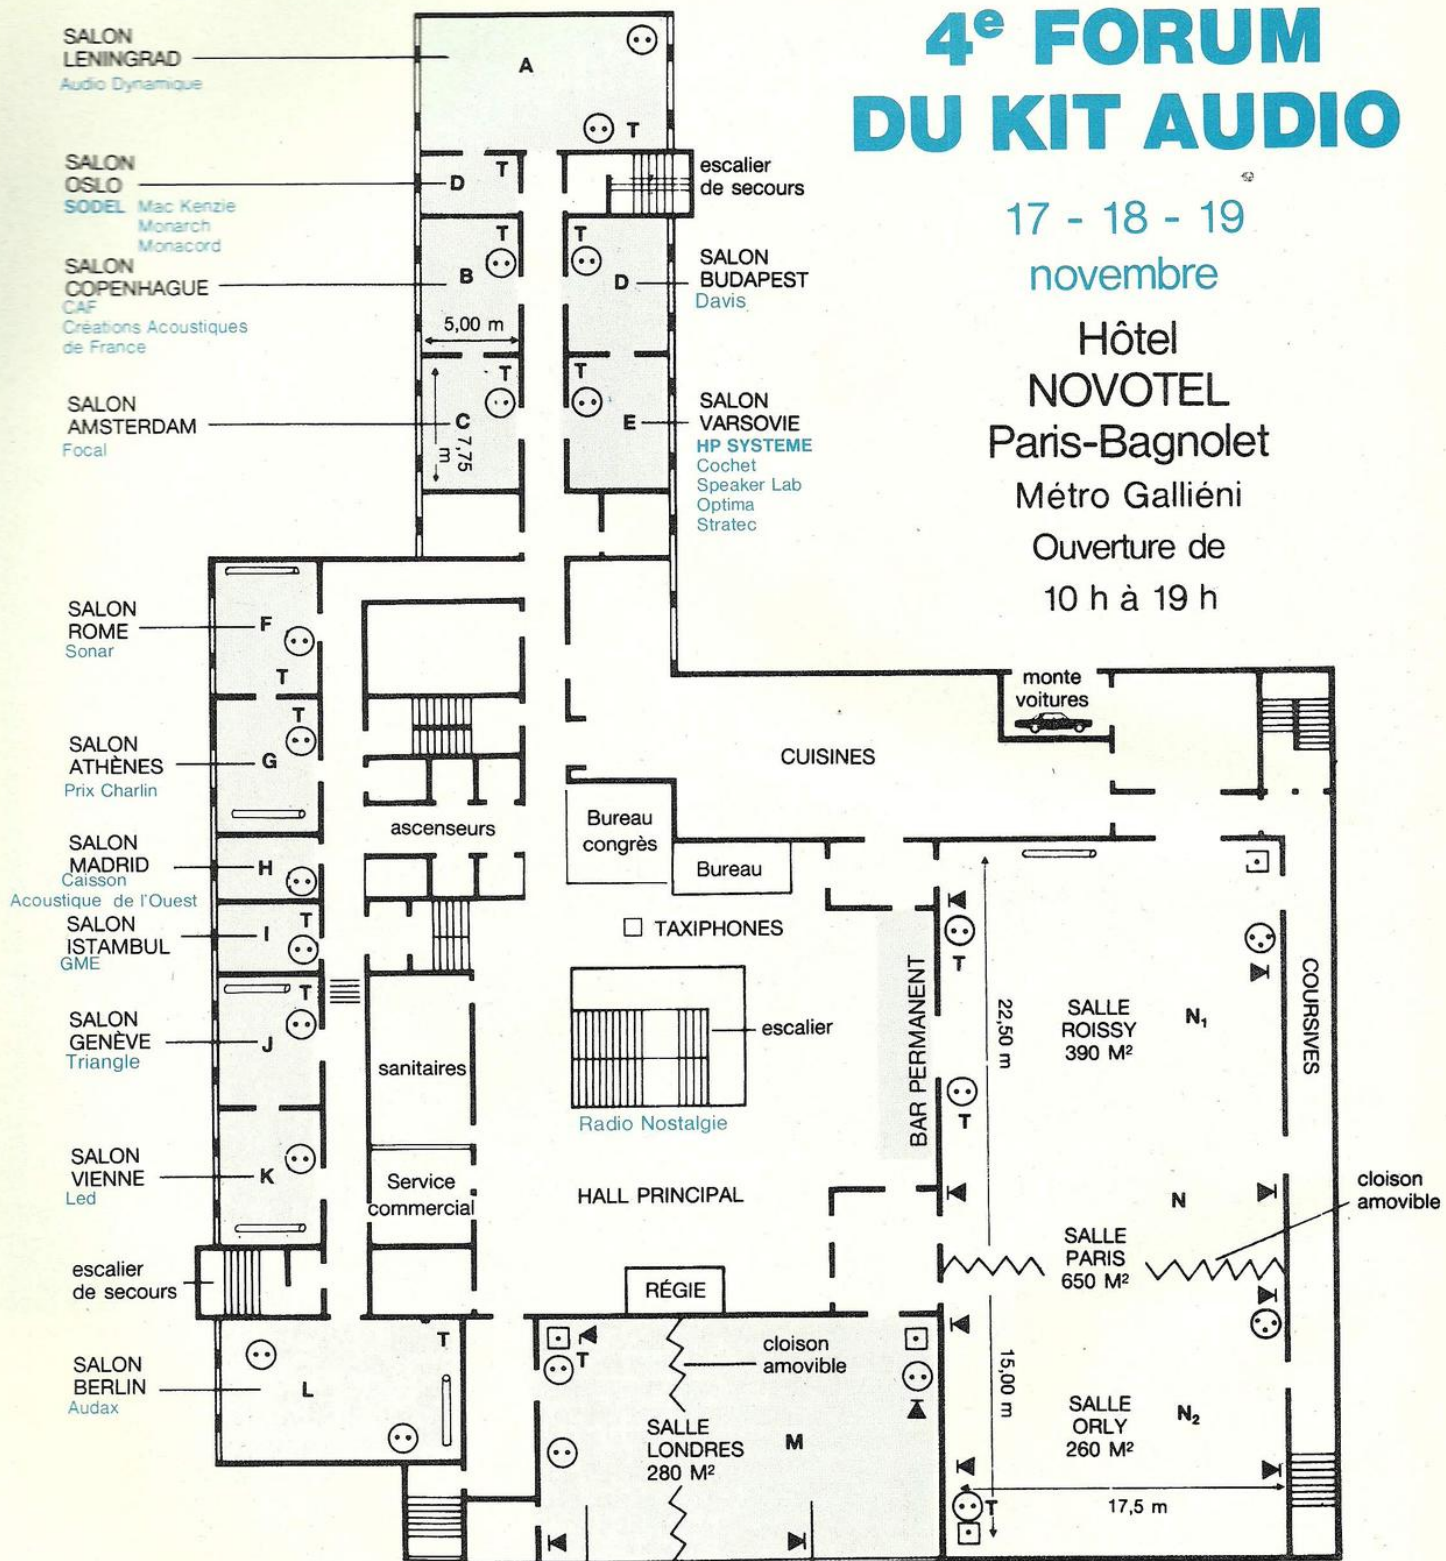 4e FORUM
DU KIT AUDIO
17 - 18 - 19
novembre
Hôtel
NOVOTEL
Paris-Bagnolet
Métro Galliéni
Ouverture de
10 h à 19 h
SALON
LENINGRAD
Audio Dynamique
A
T
SALON
OSLO
SODEL Mac Kenzie
Monarch
Monacord
D
T
escalier
de secours
SALON
COPENHAGUE
CAF
Créations Acoustiques
de France
B
T
5,00 m
T
D
SALON
BUDAPEST
Davis
SALON
AMSTERDAM
Focal
C
T
7,75
m
T
E
SALON
VARSOVIE
HP SYSTEME
Cochet
Speaker Lab
Optima
Stratec
SALON
ROME
Sonar
F
T
SALON
ATHÈNES
Prix Charlin
T
G
monte
voitures
CUISINES
ascenseurs
Bureau
congrès
Bureau
SALON
MADRID
Caisson
Acoustique de l'Ouest
H
SALON
ISTAMBUL
GME
I
T
TAXIPHONES
SALON
GENÈVE
Triangle
J
T
sanitaires
escalier
Radio Nostalgie
BAR PERMANENT
T
22,50 m
SALLE
ROISSY
390 M²
N1
COURSIVES
T
SALON
VIENNE
Led
K
Service
commercial
HALL PRINCIPAL
N
cloison
amovible
SALLE
PARIS
650 M²
escalier
de secours
RÉGIE
SALON
BERLIN
Audax
L
T
T
cloison
amovible
SALLE
LONDRES
280 M²
M
15,00 m
SALLE
ORLY
260 M²
N2
T
17,5 m